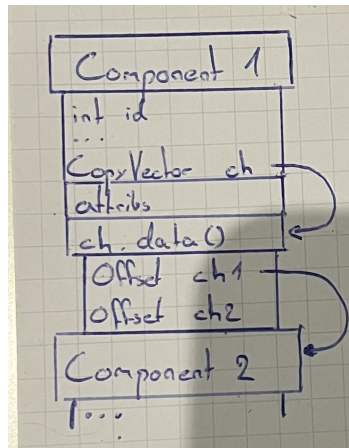 Component 1
int id
...
CopyVector ch
attribs
ch.data()
Offset ch1
Offset ch2
Component 2
...